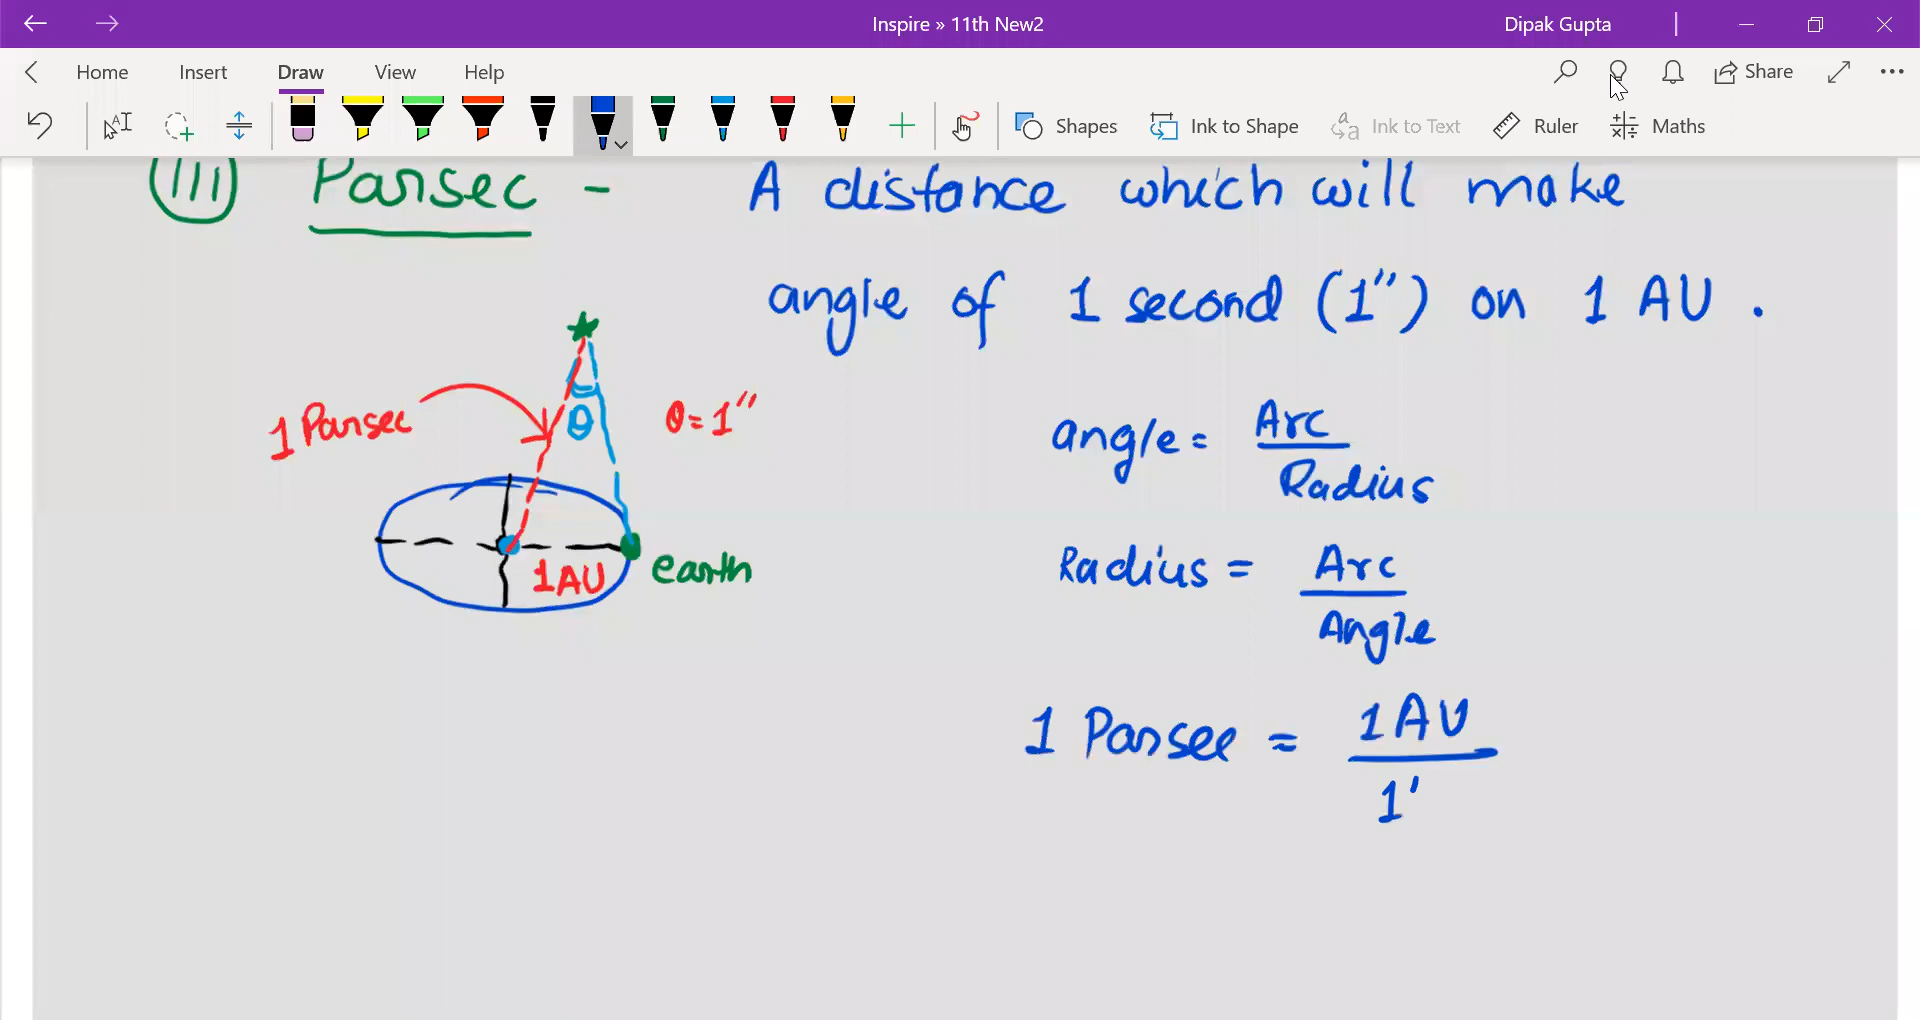 Inspire » 11th New2
Dipak Gupta
Home Insert Draw View Help
Share
Shapes
Ink to Shape
Ink to Text
Ruler
Maths
(III) Parsec - A distance which will make
angle of 1 second (1") on 1 AU .
1 Parsec
θ
θ = 1"
1AU
earth
angle = Arc
Radius
Radius = Arc
Angle
1 Parsec = 1AU
1'